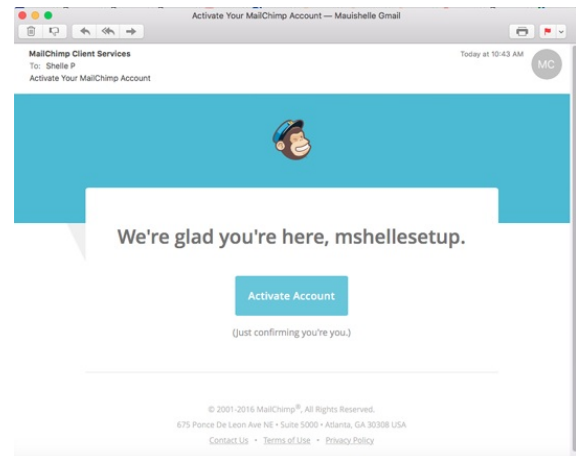 Activate Your MailChimp Account — Mauishelle Gmail
MailChimp Client Services
Today at 10:43 AM
MC
To: Shelle P
Activate Your MailChimp Account
We're glad you're here, mshellesetup.
Activate Account
(Just confirming you're you.)
© 2001-2016 MailChimp®, All Rights Reserved.
675 Ponce De Leon Ave NE • Suite 5000 • Atlanta, GA 30308 USA
Contact Us • Terms of Use • Privacy Policy